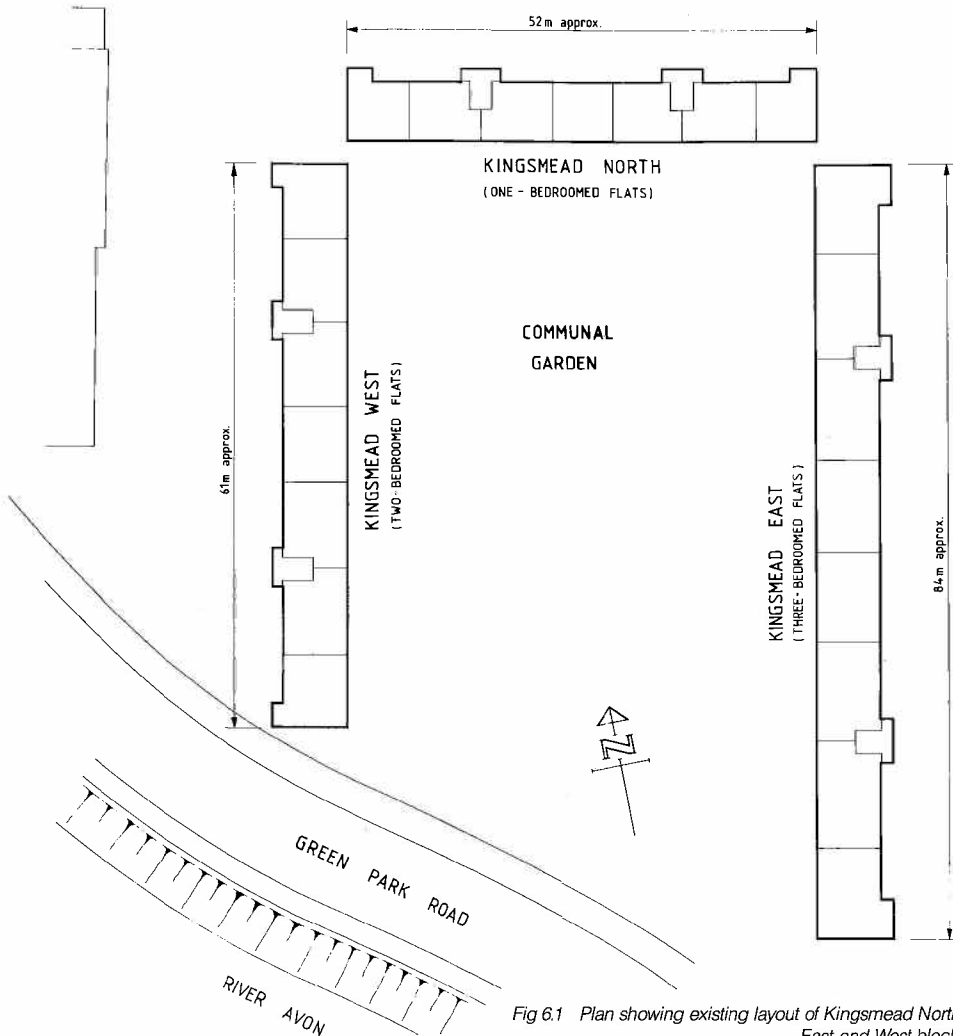 52m approx.
KINGSMEAD NORTH
(ONE-BEDROOMED FLATS)
COMMUNAL
GARDEN
61m approx.
KINGSMEAD WEST
(TWO-BEDROOMED FLATS)
KINGSMEAD EAST
(THREE-BEDROOMED FLATS)
84m approx.
N
GREEN PARK ROAD
RIVER AVON
Fig 6.1 Plan showing existing layout of Kingsmead North
East and West